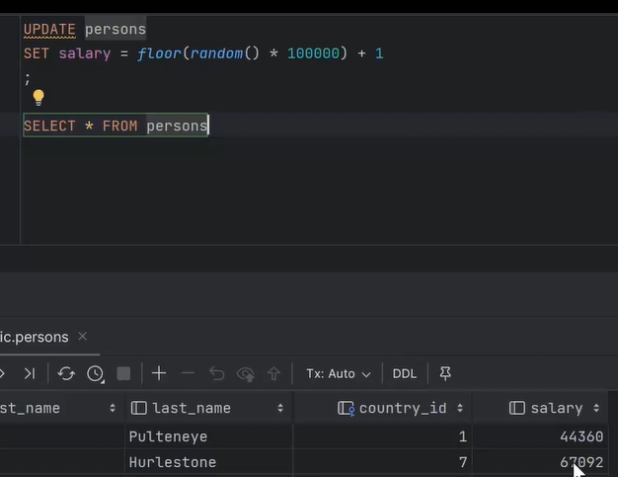 UPDATE persons
SET salary = floor(random() * 100000) + 1
;
SELECT * FROM persons
ic.persons
Tx: Auto DDL
st_name last_name country_id salary
Pulteneye 1 44360
Hurlestone 7 67092